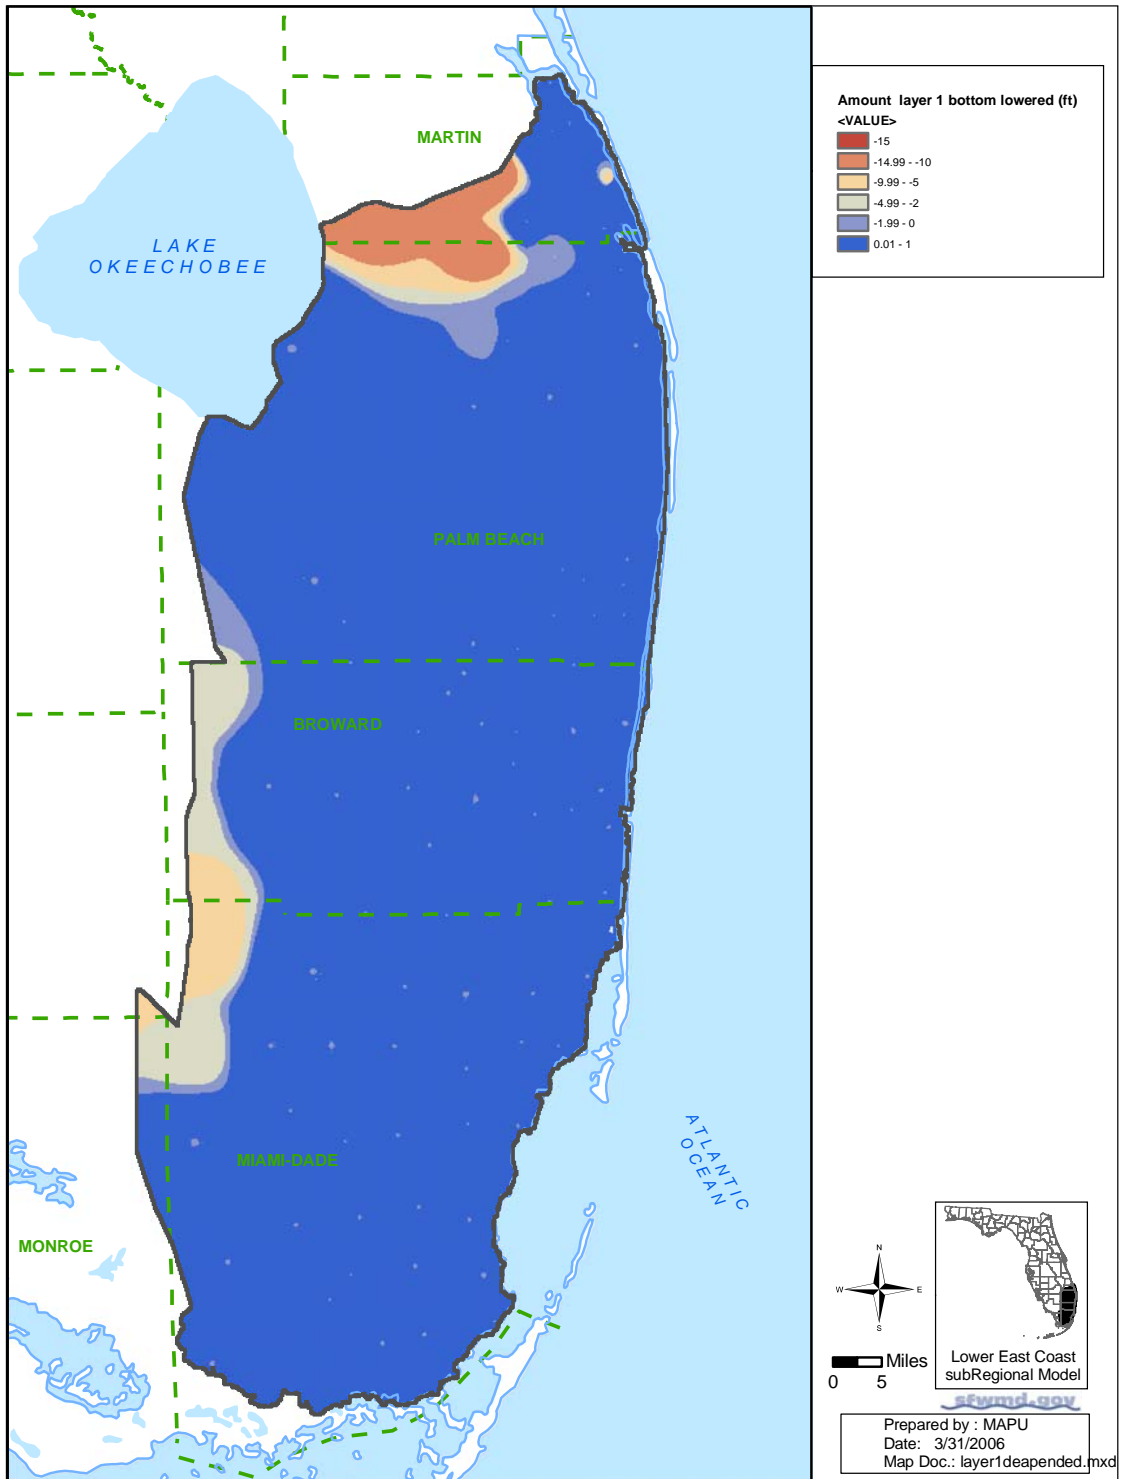 MARTIN
LAKE
OKEECHOBEE
PALM BEACH
BROWARD
MIAMI-DADE
MONROE
ATLANTIC
OCEAN
Amount layer 1 bottom lowered (ft)
<VALUE>
-15
-14.99 - -10
-9.99 - -5
-4.99 - -2
-1.99 - 0
0.01 - 1
N
W E
S
Miles
0 5
Lower East Coast
subRegional Model
sfwmd.gov
Prepared by : MAPU
Date: 3/31/2006
Map Doc.: layer1deapended.mxd